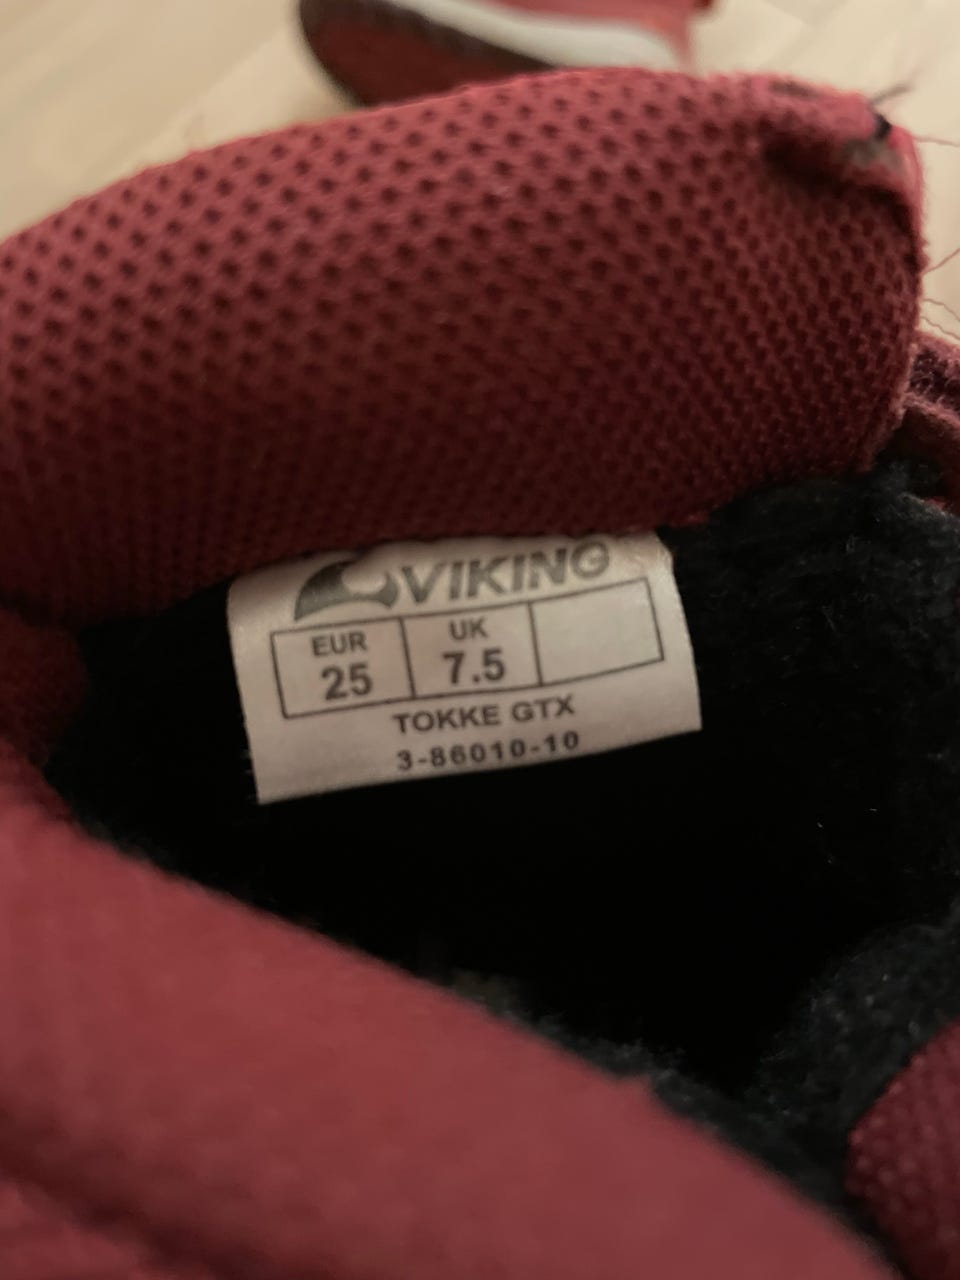 VIKING®
EUR UK
25 7.5
TOKKE GTX
3-86010-10